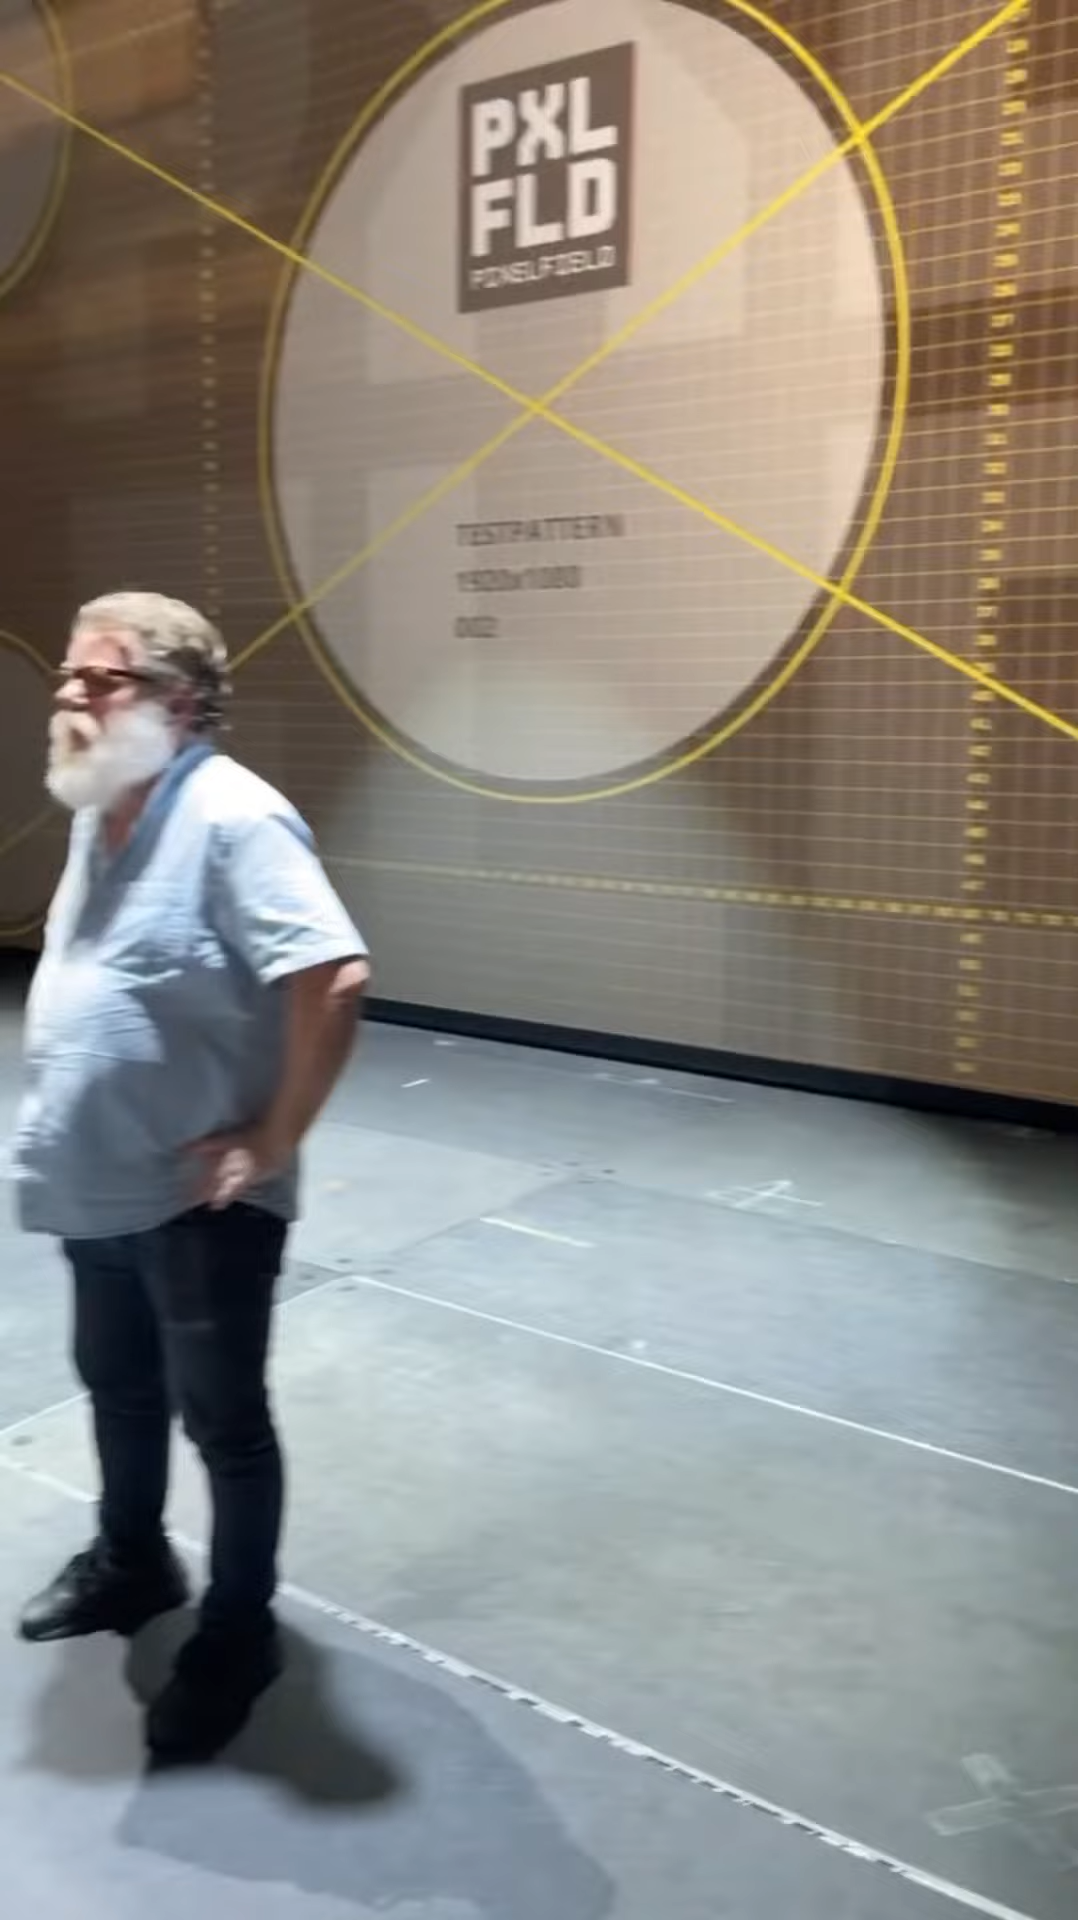 PXL
FLD
PIXELFIELD
TESTPATTERN
1920x1080
002